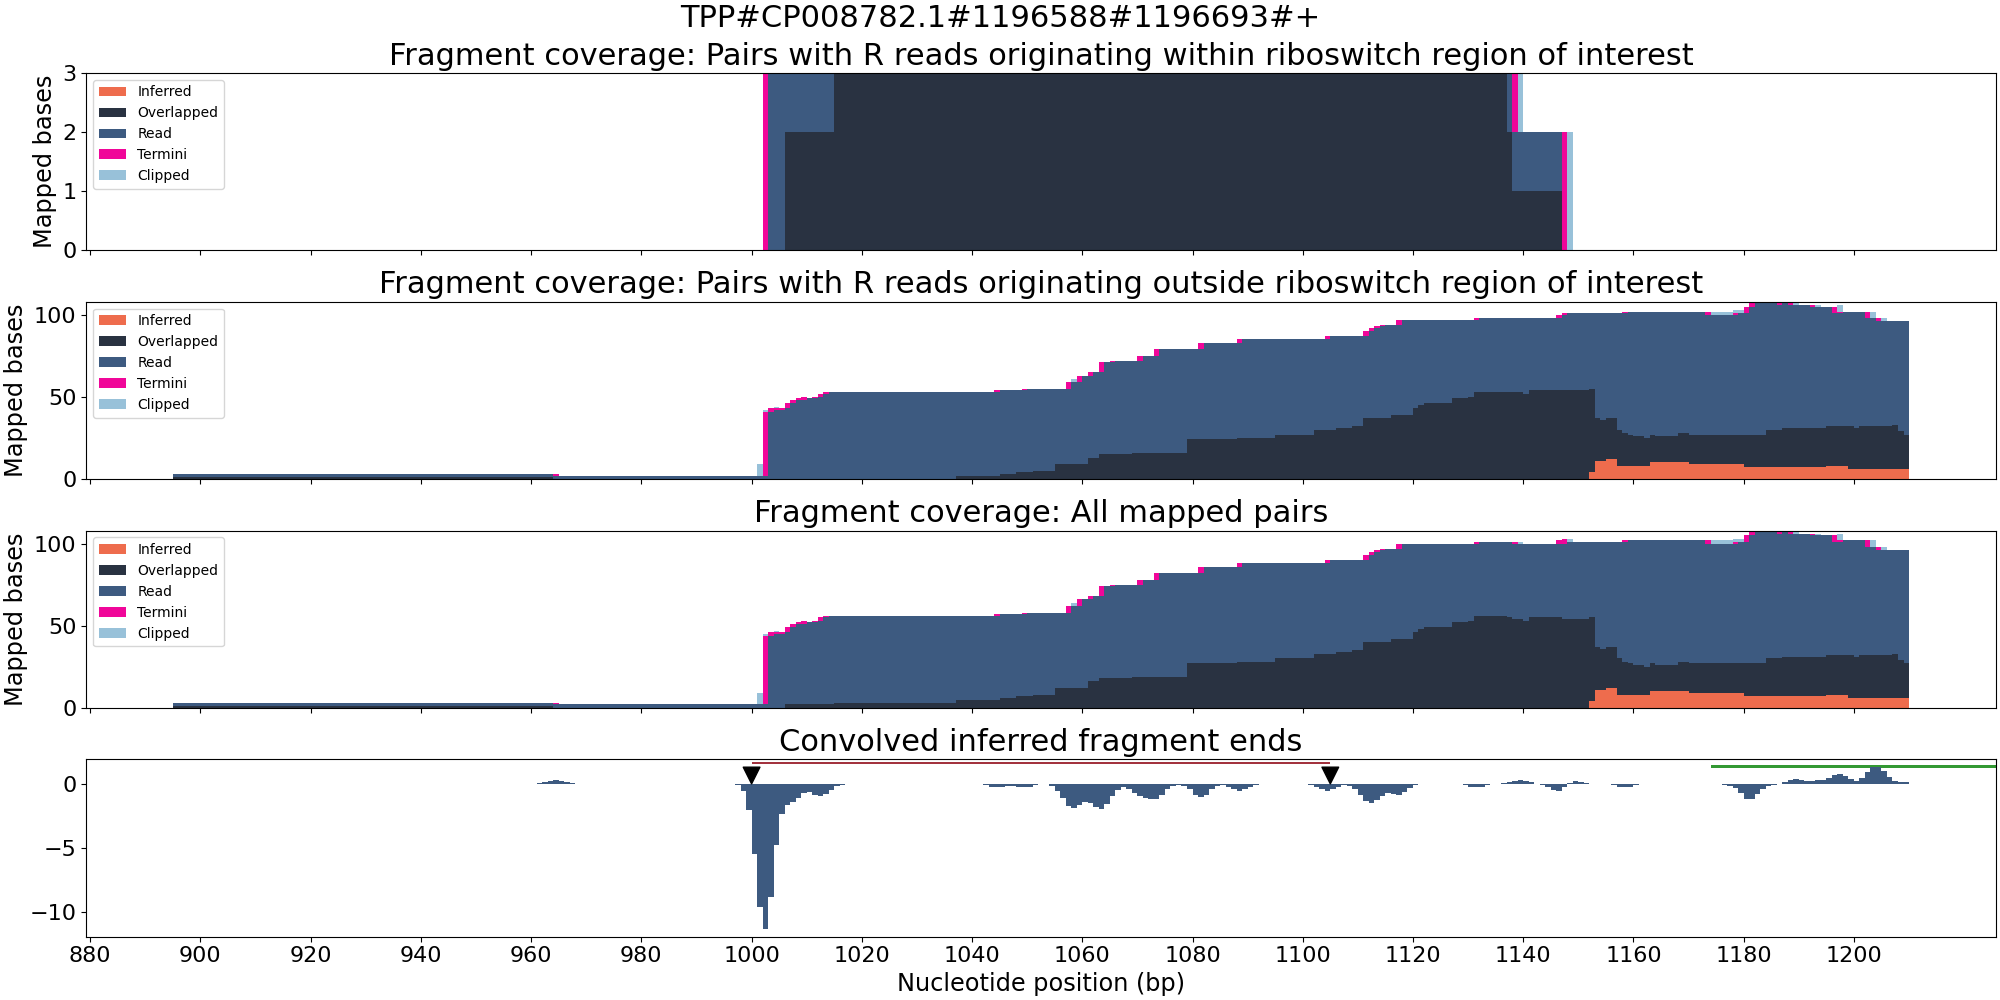 TPP#CP008782.1#1196588#1196693#+
Fragment coverage: Pairs with R reads originating within riboswitch region of interest
Mapped bases
3
2
1
0
Inferred
Overlapped
Read
Termini
Clipped
Fragment coverage: Pairs with R reads originating outside riboswitch region of interest
Mapped bases
100
50
0
Inferred
Overlapped
Read
Termini
Clipped
Fragment coverage: All mapped pairs
Mapped bases
100
50
0
Inferred
Overlapped
Read
Termini
Clipped
Convolved inferred fragment ends
0
−5
−10
880 900 920 940 960 980 1000 1020 1040 1060 1080 1100 1120 1140 1160 1180 1200
Nucleotide position (bp)